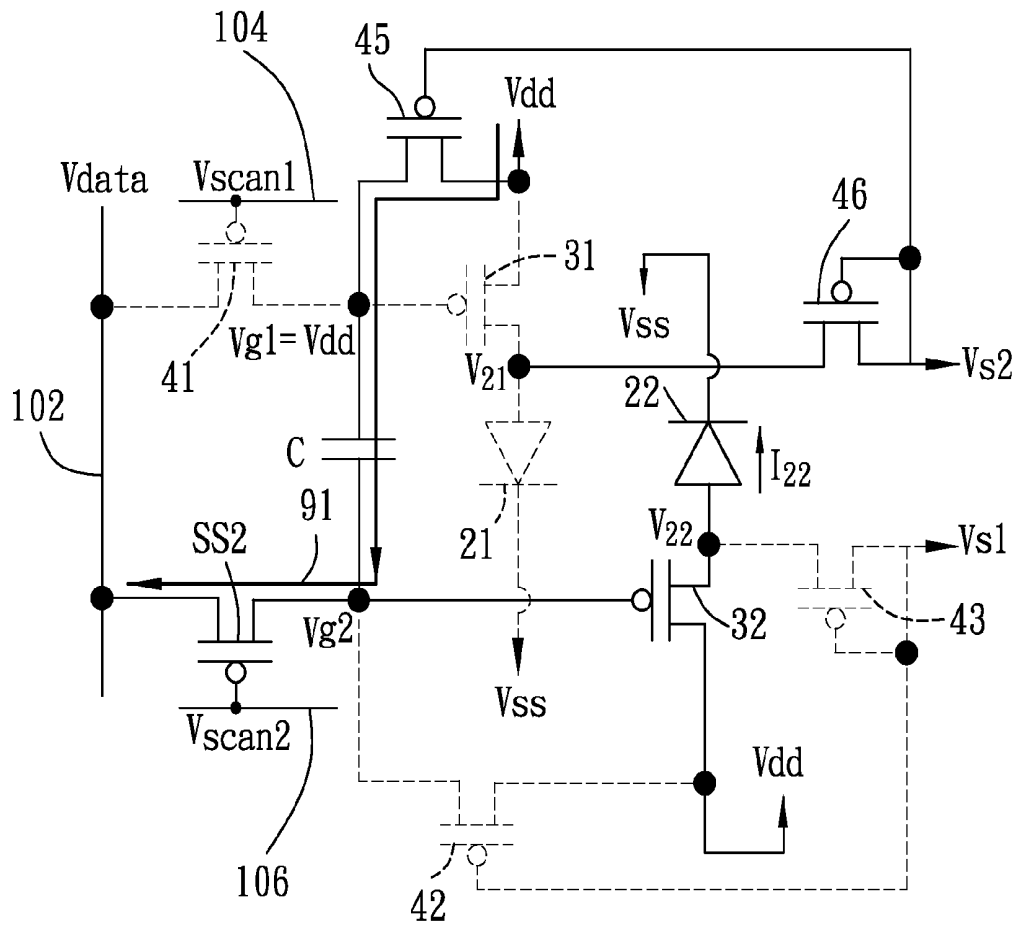 104
45
Vdd
Vdata
Vscan1
46
31
Vss
Vg1=Vdd
41
V21
Vs2
102
22
C
I22
91
21
SS2
V22
Vs1
Vg2
32
43
Vss
Vscan2
Vdd
106
42